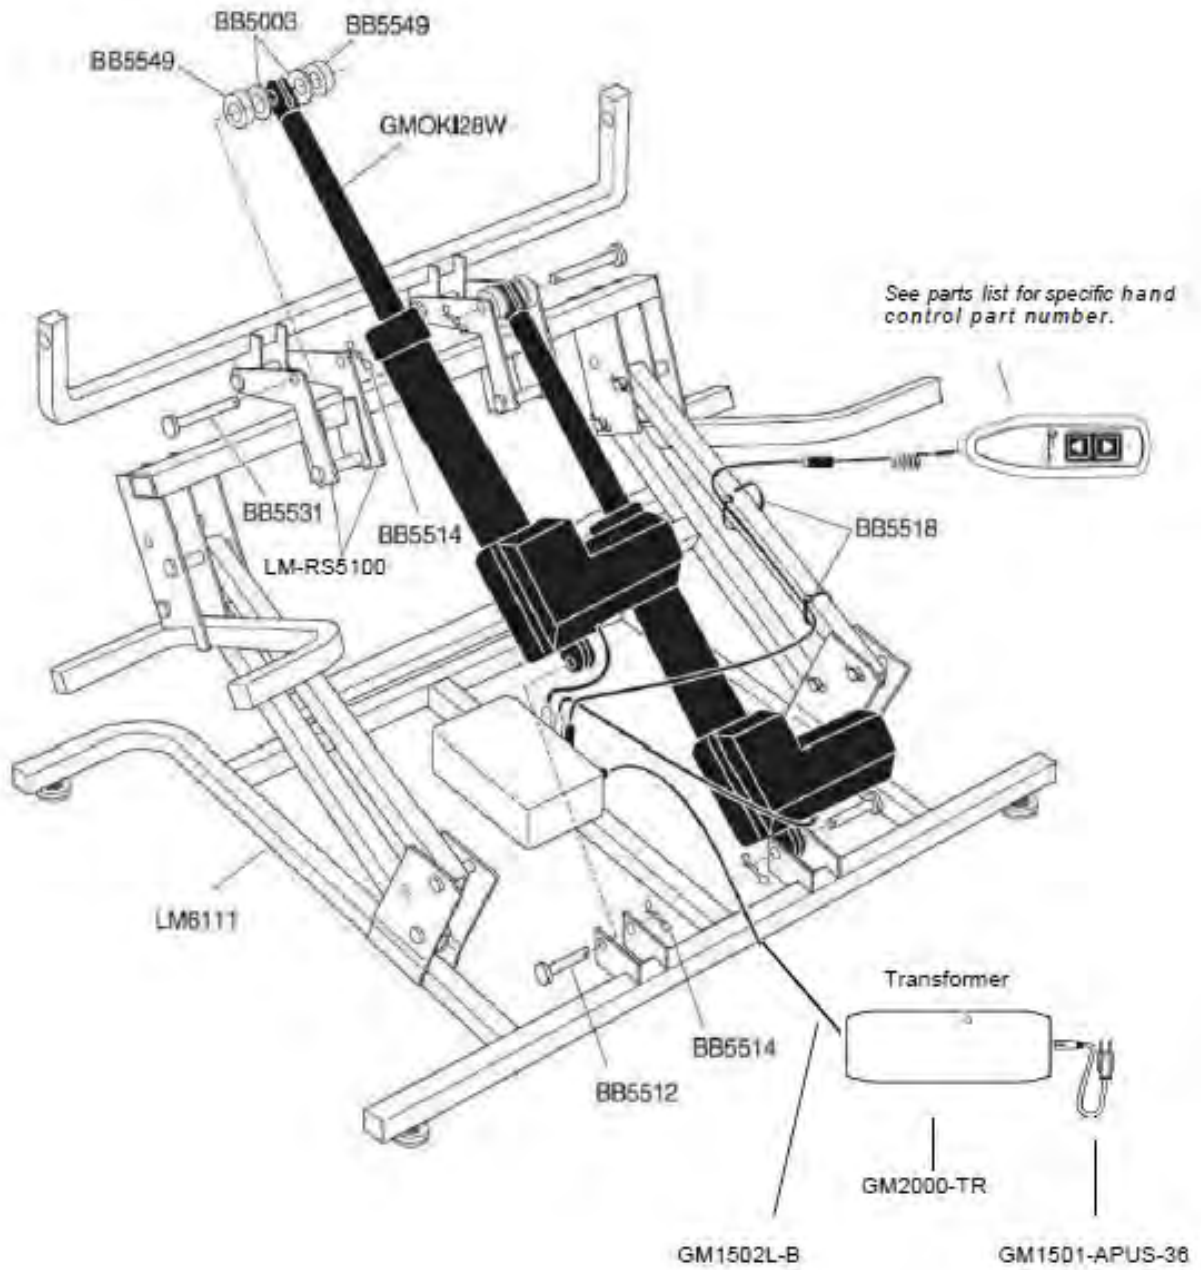 BB5003
BB5549
BB5549
GMOKI28W
See parts list for specific hand
control part number.
BB5531
BB5514
BB5518
LM-RS5100
LM6111
Transformer
BB5514
BB5512
GM2000-TR
GM1502L-B
GM1501-APUS-36